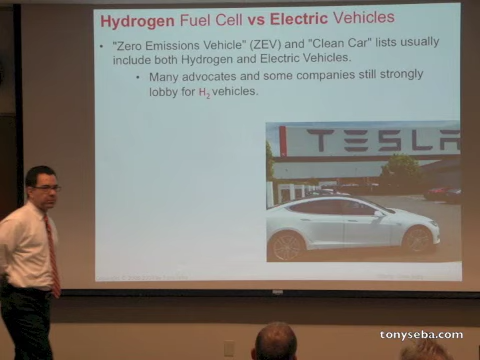 Hydrogen Fuel Cell vs Electric Vehicles
• "Zero Emissions Vehicle" (ZEV) and "Clean Car" lists usually
include both Hydrogen and Electric Vehicles.
• Many advocates and some companies still strongly
lobby for H₂ vehicles.
TESLA
tonyseba.com